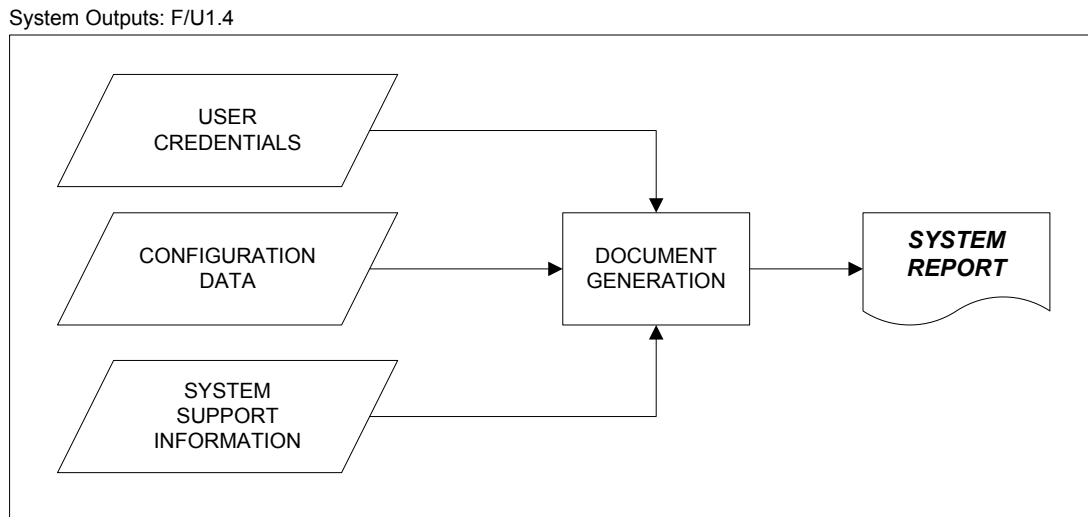 System Outputs: F/U1.4
USER
CREDENTIALS
CONFIGURATION
DATA
DOCUMENT
GENERATION
SYSTEM
REPORT
SYSTEM
SUPPORT
INFORMATION